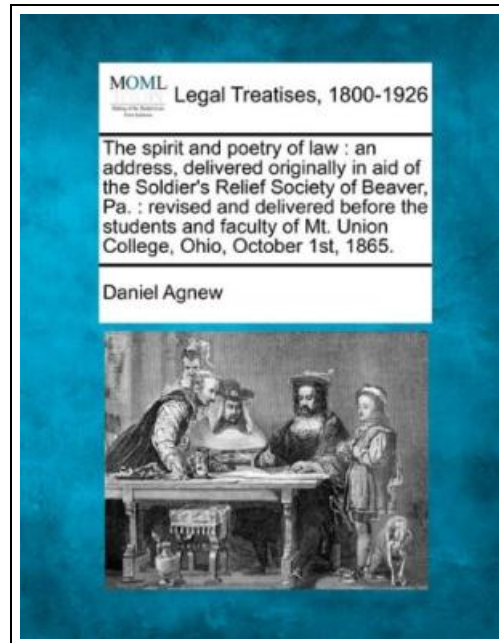 MOML
Legal Treatises, 1800-1926
The spirit and poetry of law : an
address, delivered originally in aid of
the Soldier's Relief Society of Beaver,
Pa. : revised and delivered before the
students and faculty of Mt. Union
College, Ohio, October 1st, 1865.
Daniel Agnew